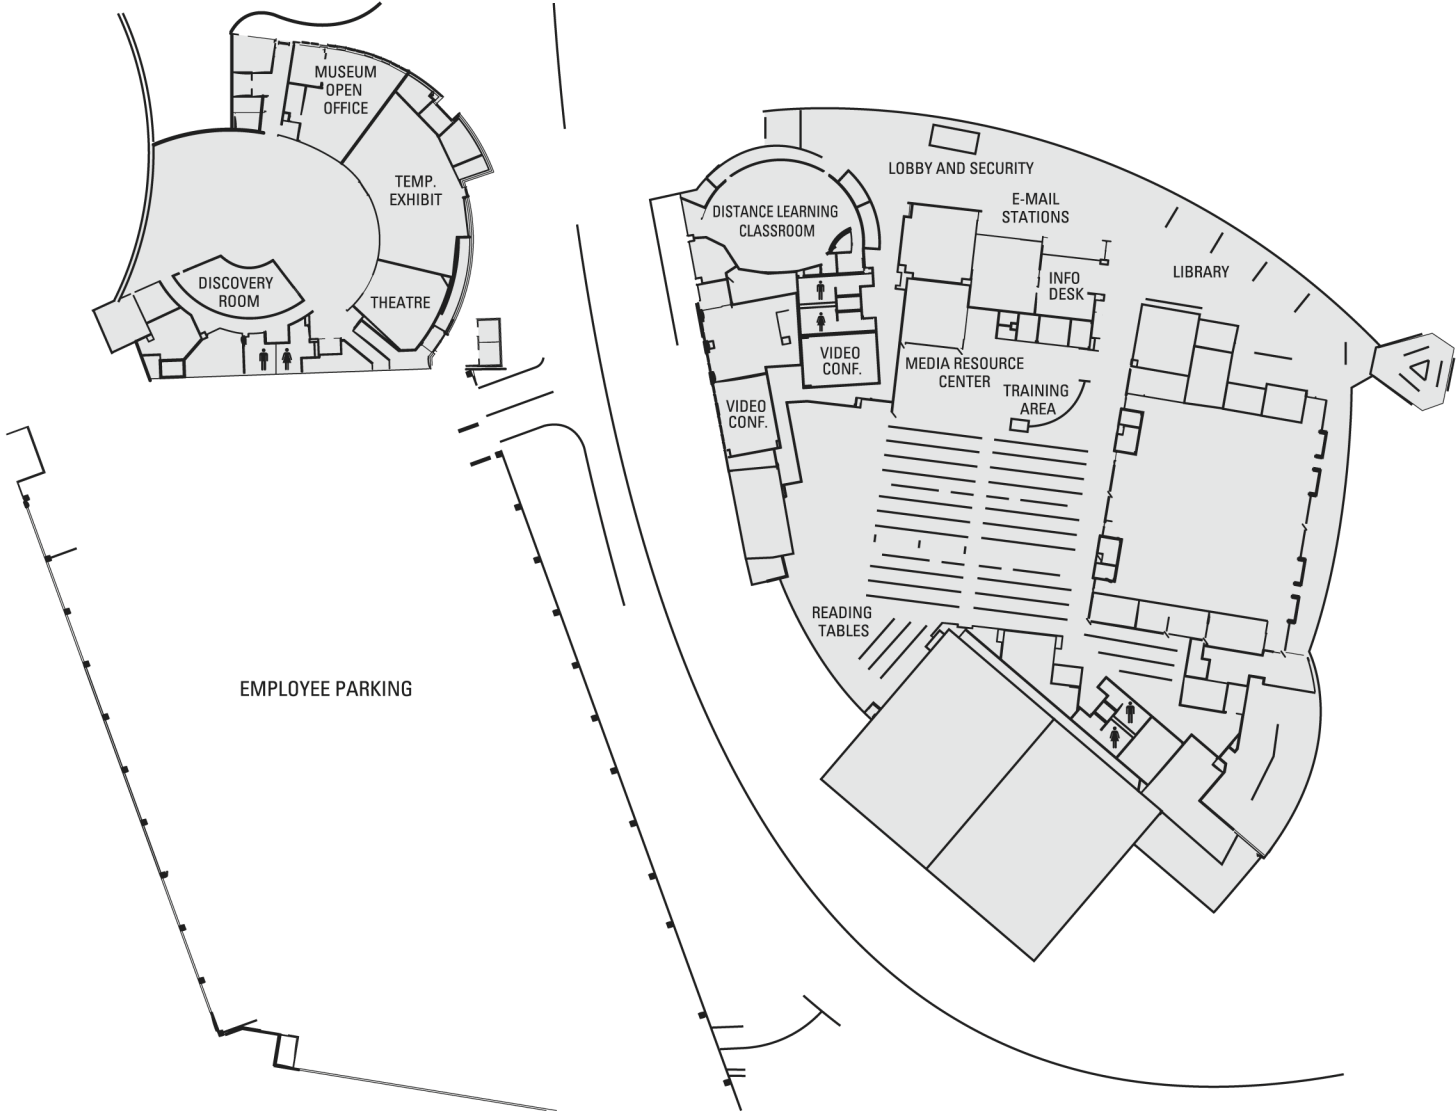 MUSEUM
OPEN
OFFICE
TEMP.
EXHIBIT
DISCOVERY
ROOM
THEATRE
EMPLOYEE PARKING
LOBBY AND SECURITY
E-MAIL
STATIONS
DISTANCE LEARNING
CLASSROOM
LIBRARY
INFO
DESK
VIDEO
CONF.
MEDIA RESOURCE
CENTER
TRAINING
AREA
VIDEO
CONF.
READING
TABLES